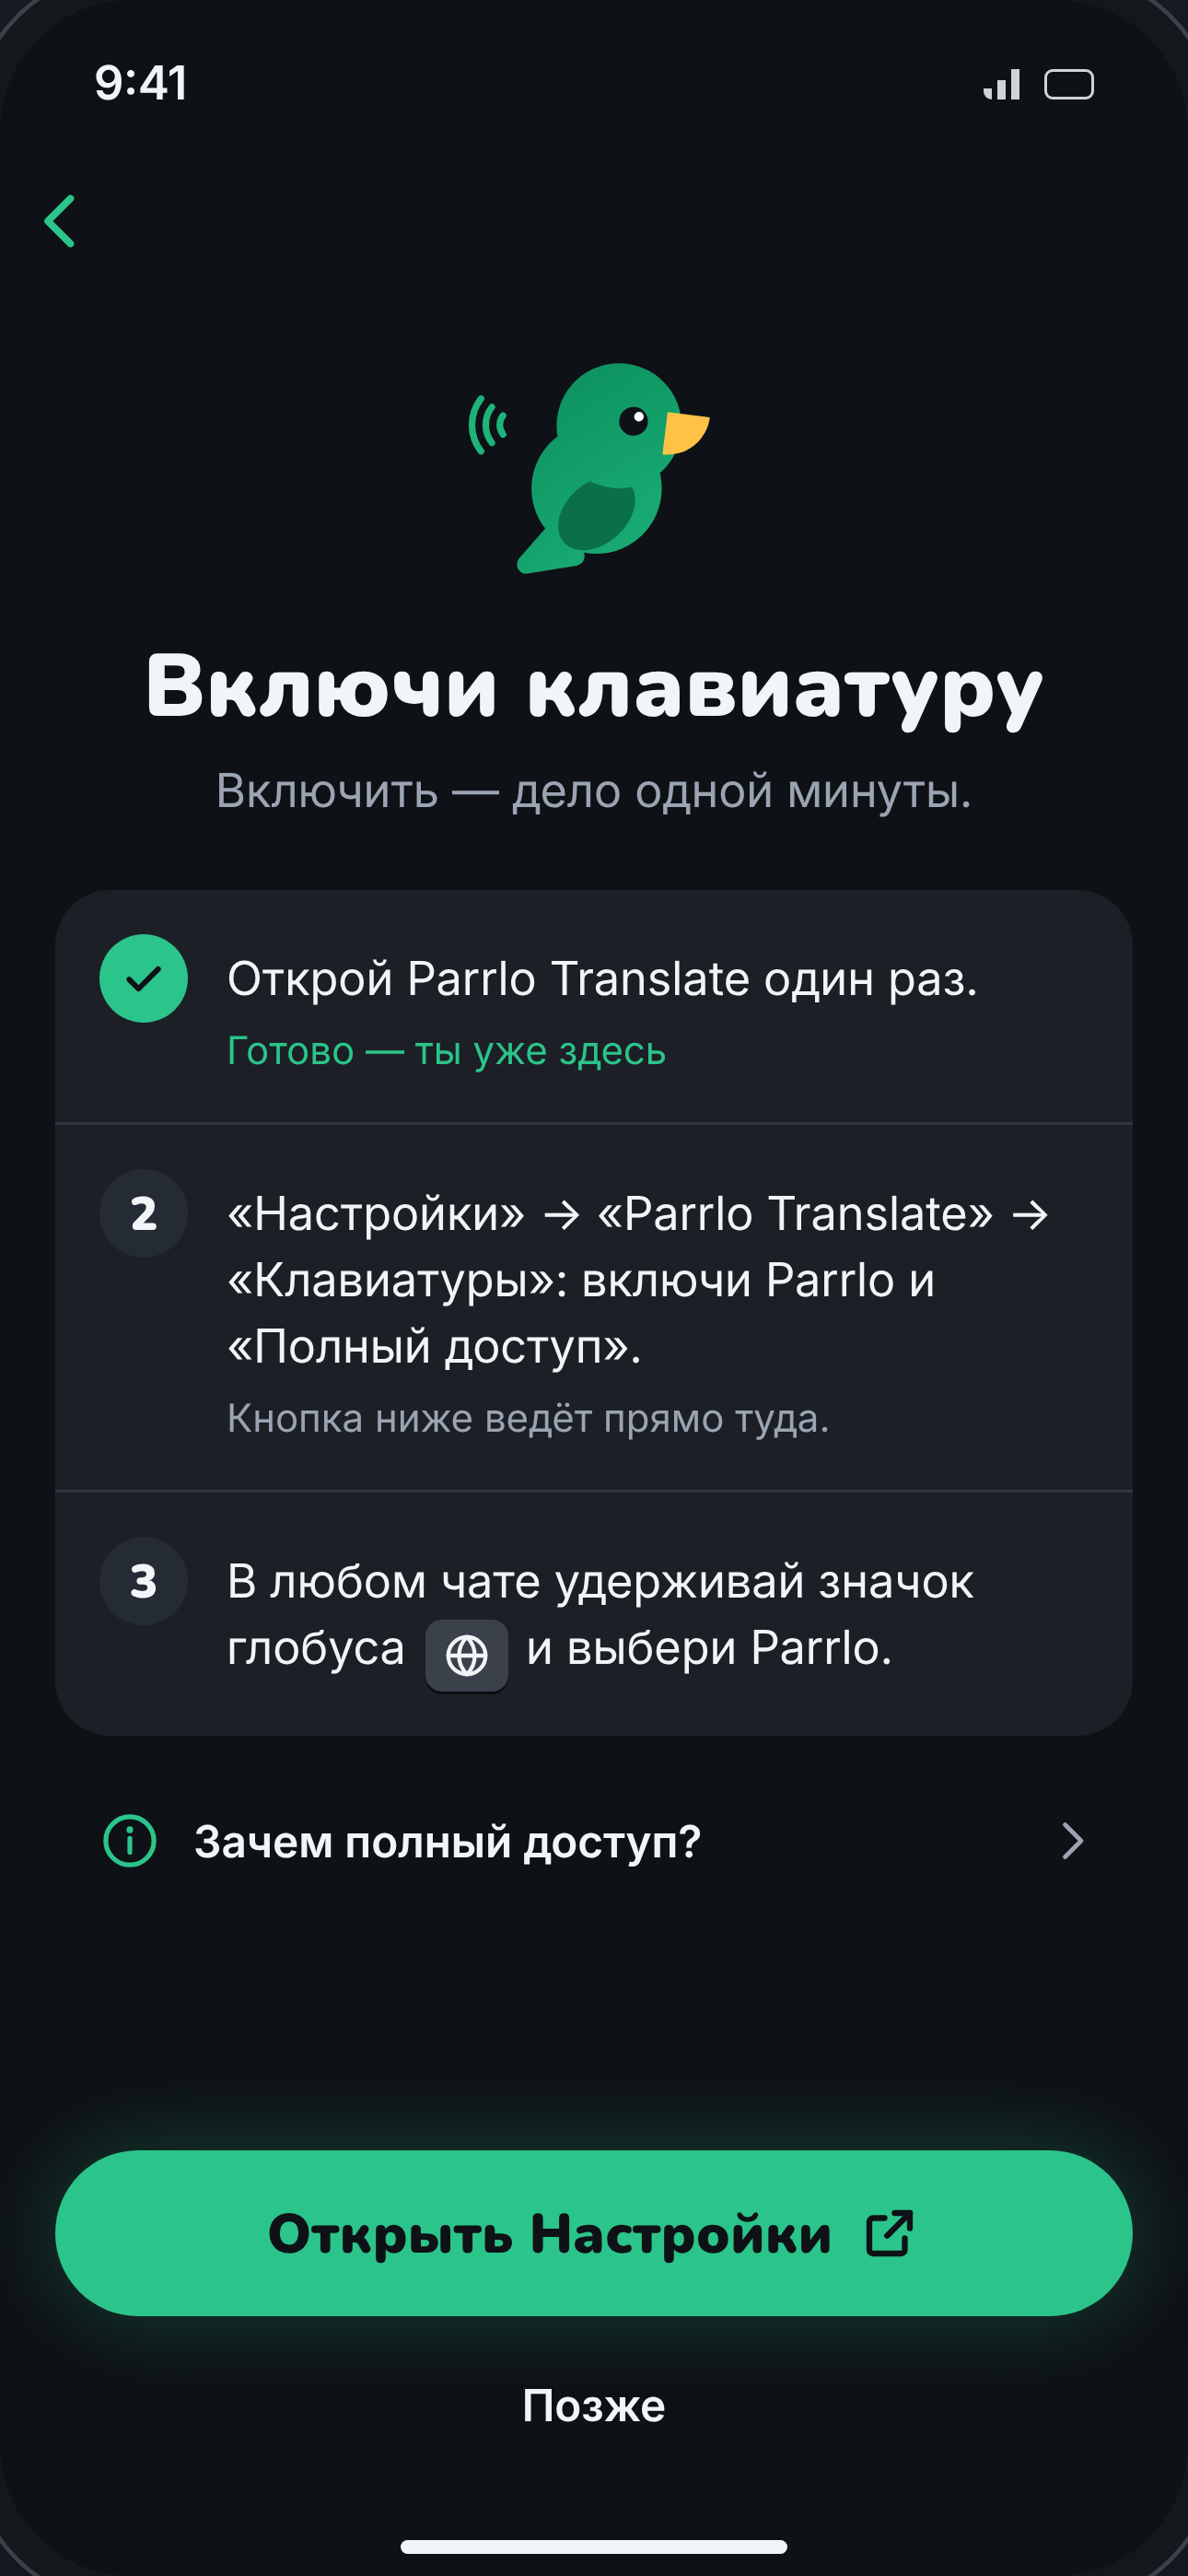 9:41
Включи клавиатуру
Включить — дело одной минуты.
Открой Parrlo Translate один раз.
Готово — ты уже здесь
2
«Настройки» → «Parrlo Translate» →
«Клавиатуры»: включи Parrlo и
«Полный доступ».
Кнопка ниже ведёт прямо туда.
3
В любом чате удерживай значок
глобуса и выбери Parrlo.
Зачем полный доступ?
Открыть Настройки
Позже